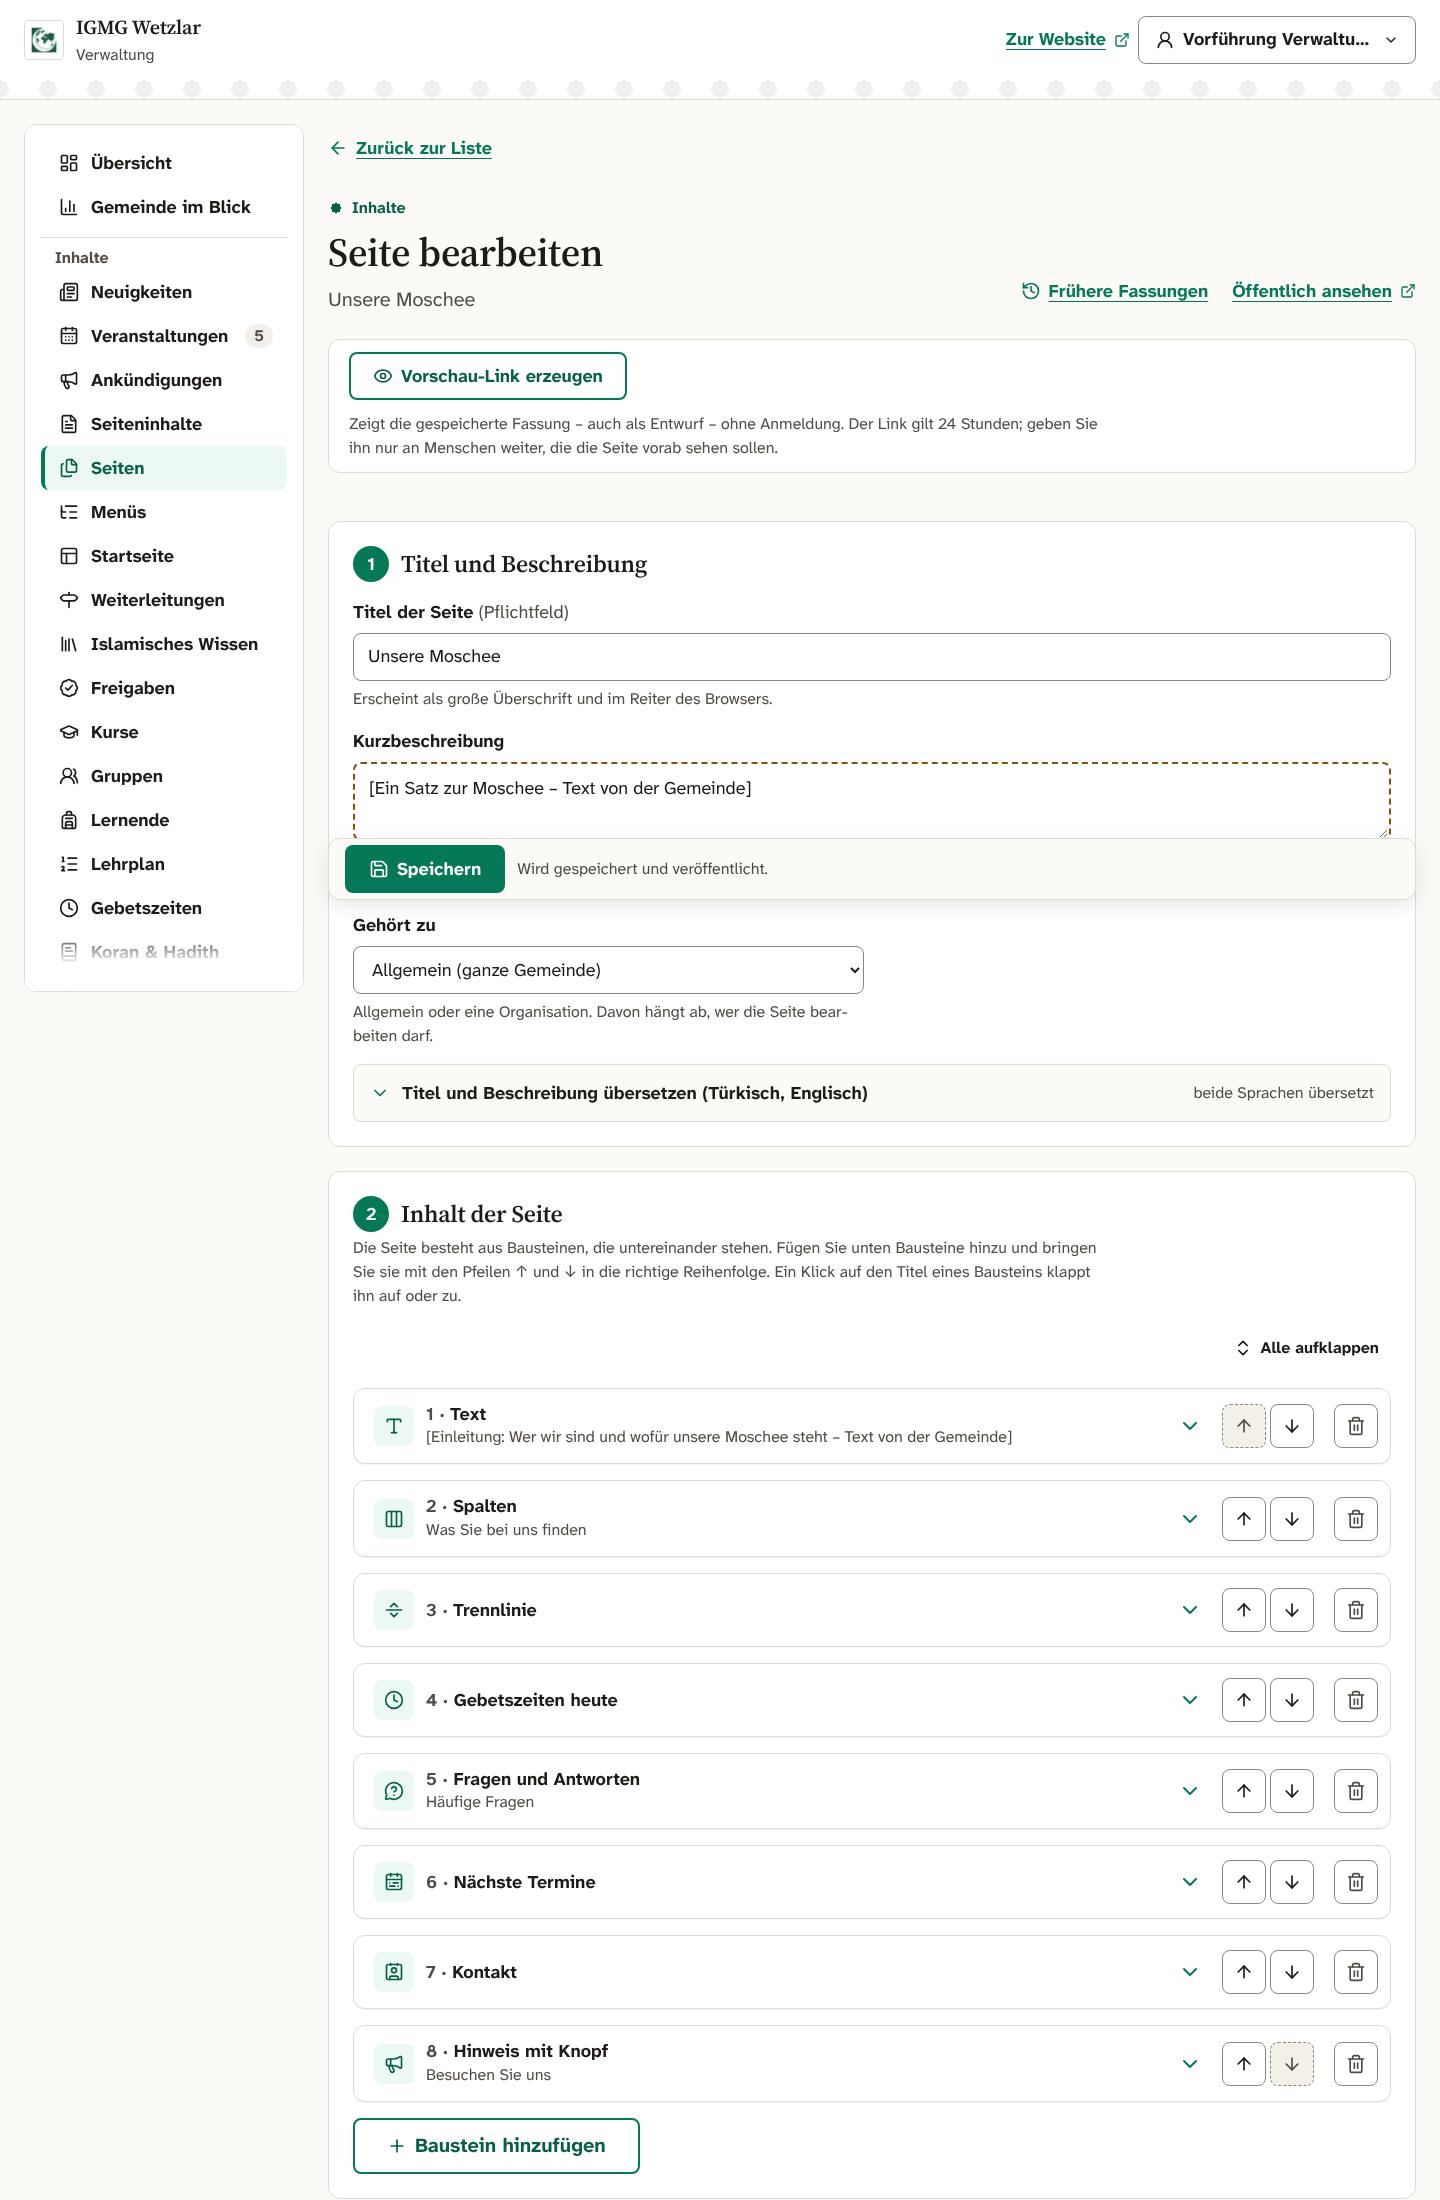 IGMG Wetzlar
Verwaltung
Zur Website
Vorführung Verwaltu...
Übersicht
Gemeinde im Blick
Inhalte
Neuigkeiten
Veranstaltungen 5
Ankündigungen
Seiteninhalte
Seiten
Menüs
Startseite
Weiterleitungen
Islamisches Wissen
Freigaben
Kurse
Gruppen
Lernende
Lehrplan
Gebetszeiten
Koran & Hadith
Zurück zur Liste
Inhalte
Seite bearbeiten
Unsere Moschee
Frühere Fassungen
Öffentlich ansehen
Vorschau-Link erzeugen
Zeigt die gespeicherte Fassung – auch als Entwurf – ohne Anmeldung. Der Link gilt 24 Stunden; geben Sie
ihn nur an Menschen weiter, die die Seite vorab sehen sollen.
1 Titel und Beschreibung
Titel der Seite (Pflichtfeld)
Unsere Moschee
Erscheint als große Überschrift und im Reiter des Browsers.
Kurzbeschreibung
[Ein Satz zur Moschee – Text von der Gemeinde]
Speichern
Wird gespeichert und veröffentlicht.
Gehört zu
Allgemein (ganze Gemeinde)
Allgemein oder eine Organisation. Davon hängt ab, wer die Seite bear-
beiten darf.
Titel und Beschreibung übersetzen (Türkisch, Englisch)
beide Sprachen übersetzt
2 Inhalt der Seite
Die Seite besteht aus Bausteinen, die untereinander stehen. Fügen Sie unten Bausteine hinzu und bringen
Sie sie mit den Pfeilen ↑ und ↓ in die richtige Reihenfolge. Ein Klick auf den Titel eines Bausteins klappt
ihn auf oder zu.
Alle aufklappen
1 · Text
[Einleitung: Wer wir sind und wofür unsere Moschee steht – Text von der Gemeinde]
2 · Spalten
Was Sie bei uns finden
3 · Trennlinie
4 · Gebetszeiten heute
5 · Fragen und Antworten
Häufige Fragen
6 · Nächste Termine
7 · Kontakt
8 · Hinweis mit Knopf
Besuchen Sie uns
Baustein hinzufügen